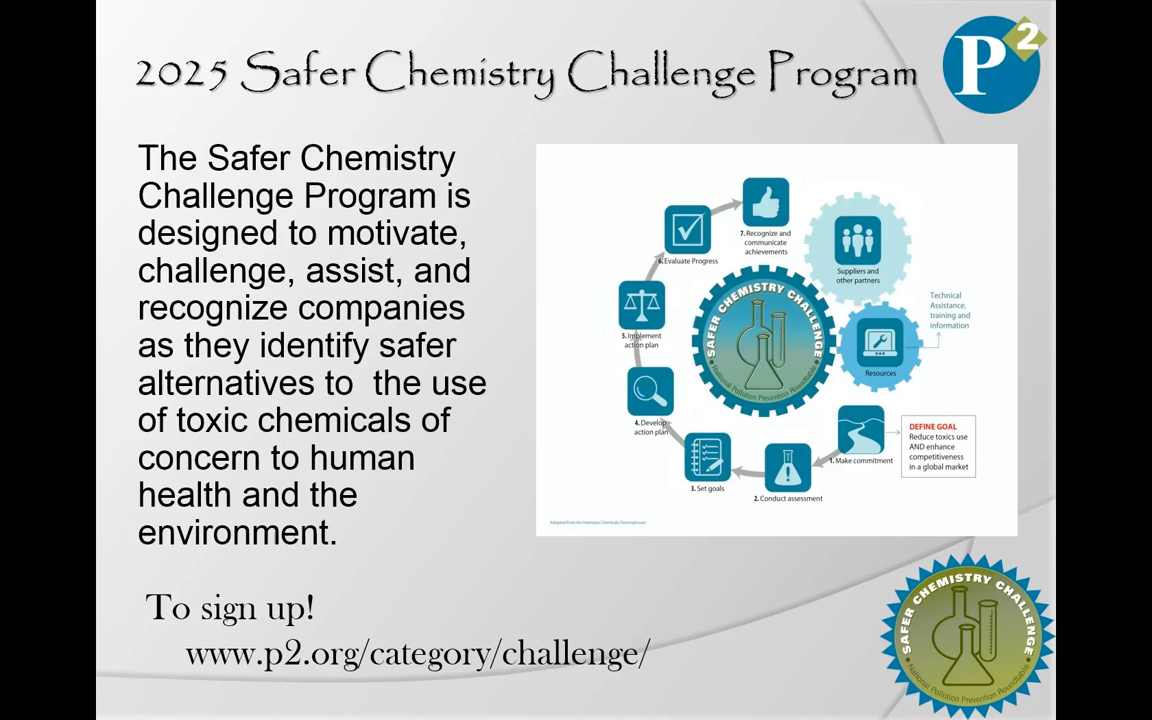 2025 Safer Chemistry Challenge Program
P2
The Safer Chemistry
Challenge Program is
designed to motivate,
challenge, assist, and
recognize companies
as they identify safer
alternatives to  the use
of toxic chemicals of
concern to human
health and the
environment.
To sign up!
www.p2.org/category/challenge/
7. Recognize and
communicate
achievements
6. Evaluate Progress
5. Implement
action plan
4. Develop
action plan
3. Set goals
2. Conduct assessment
1. Make commitment
DEFINE GOAL
Reduce toxics use
AND enhance
competitiveness
in a global market
Suppliers and
other partners
Resources
Technical
Assistance,
training and
information
SAFER CHEMISTRY CHALLENGE
National Pollution Prevention Roundtable
Adapted from the Interstate Chemicals Clearinghouse
SAFER CHEMISTRY CHALLENGE
National Pollution Prevention Roundtable